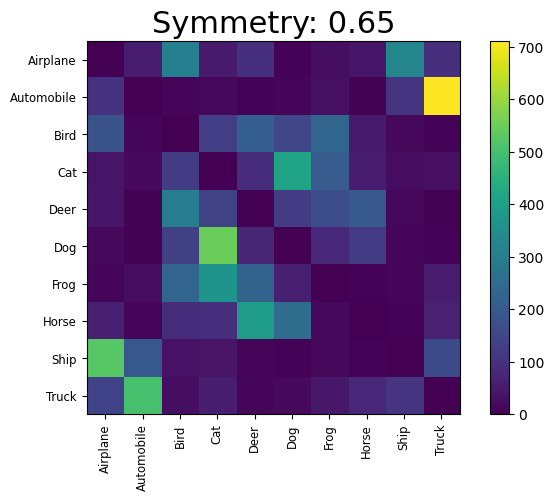 Symmetry: 0.65
Airplane
Automobile
Bird
Cat
Deer
Dog
Frog
Horse
Ship
Truck
Airplane
Automobile
Bird
Cat
Deer
Dog
Frog
Horse
Ship
Truck
700
600
500
400
300
200
100
0